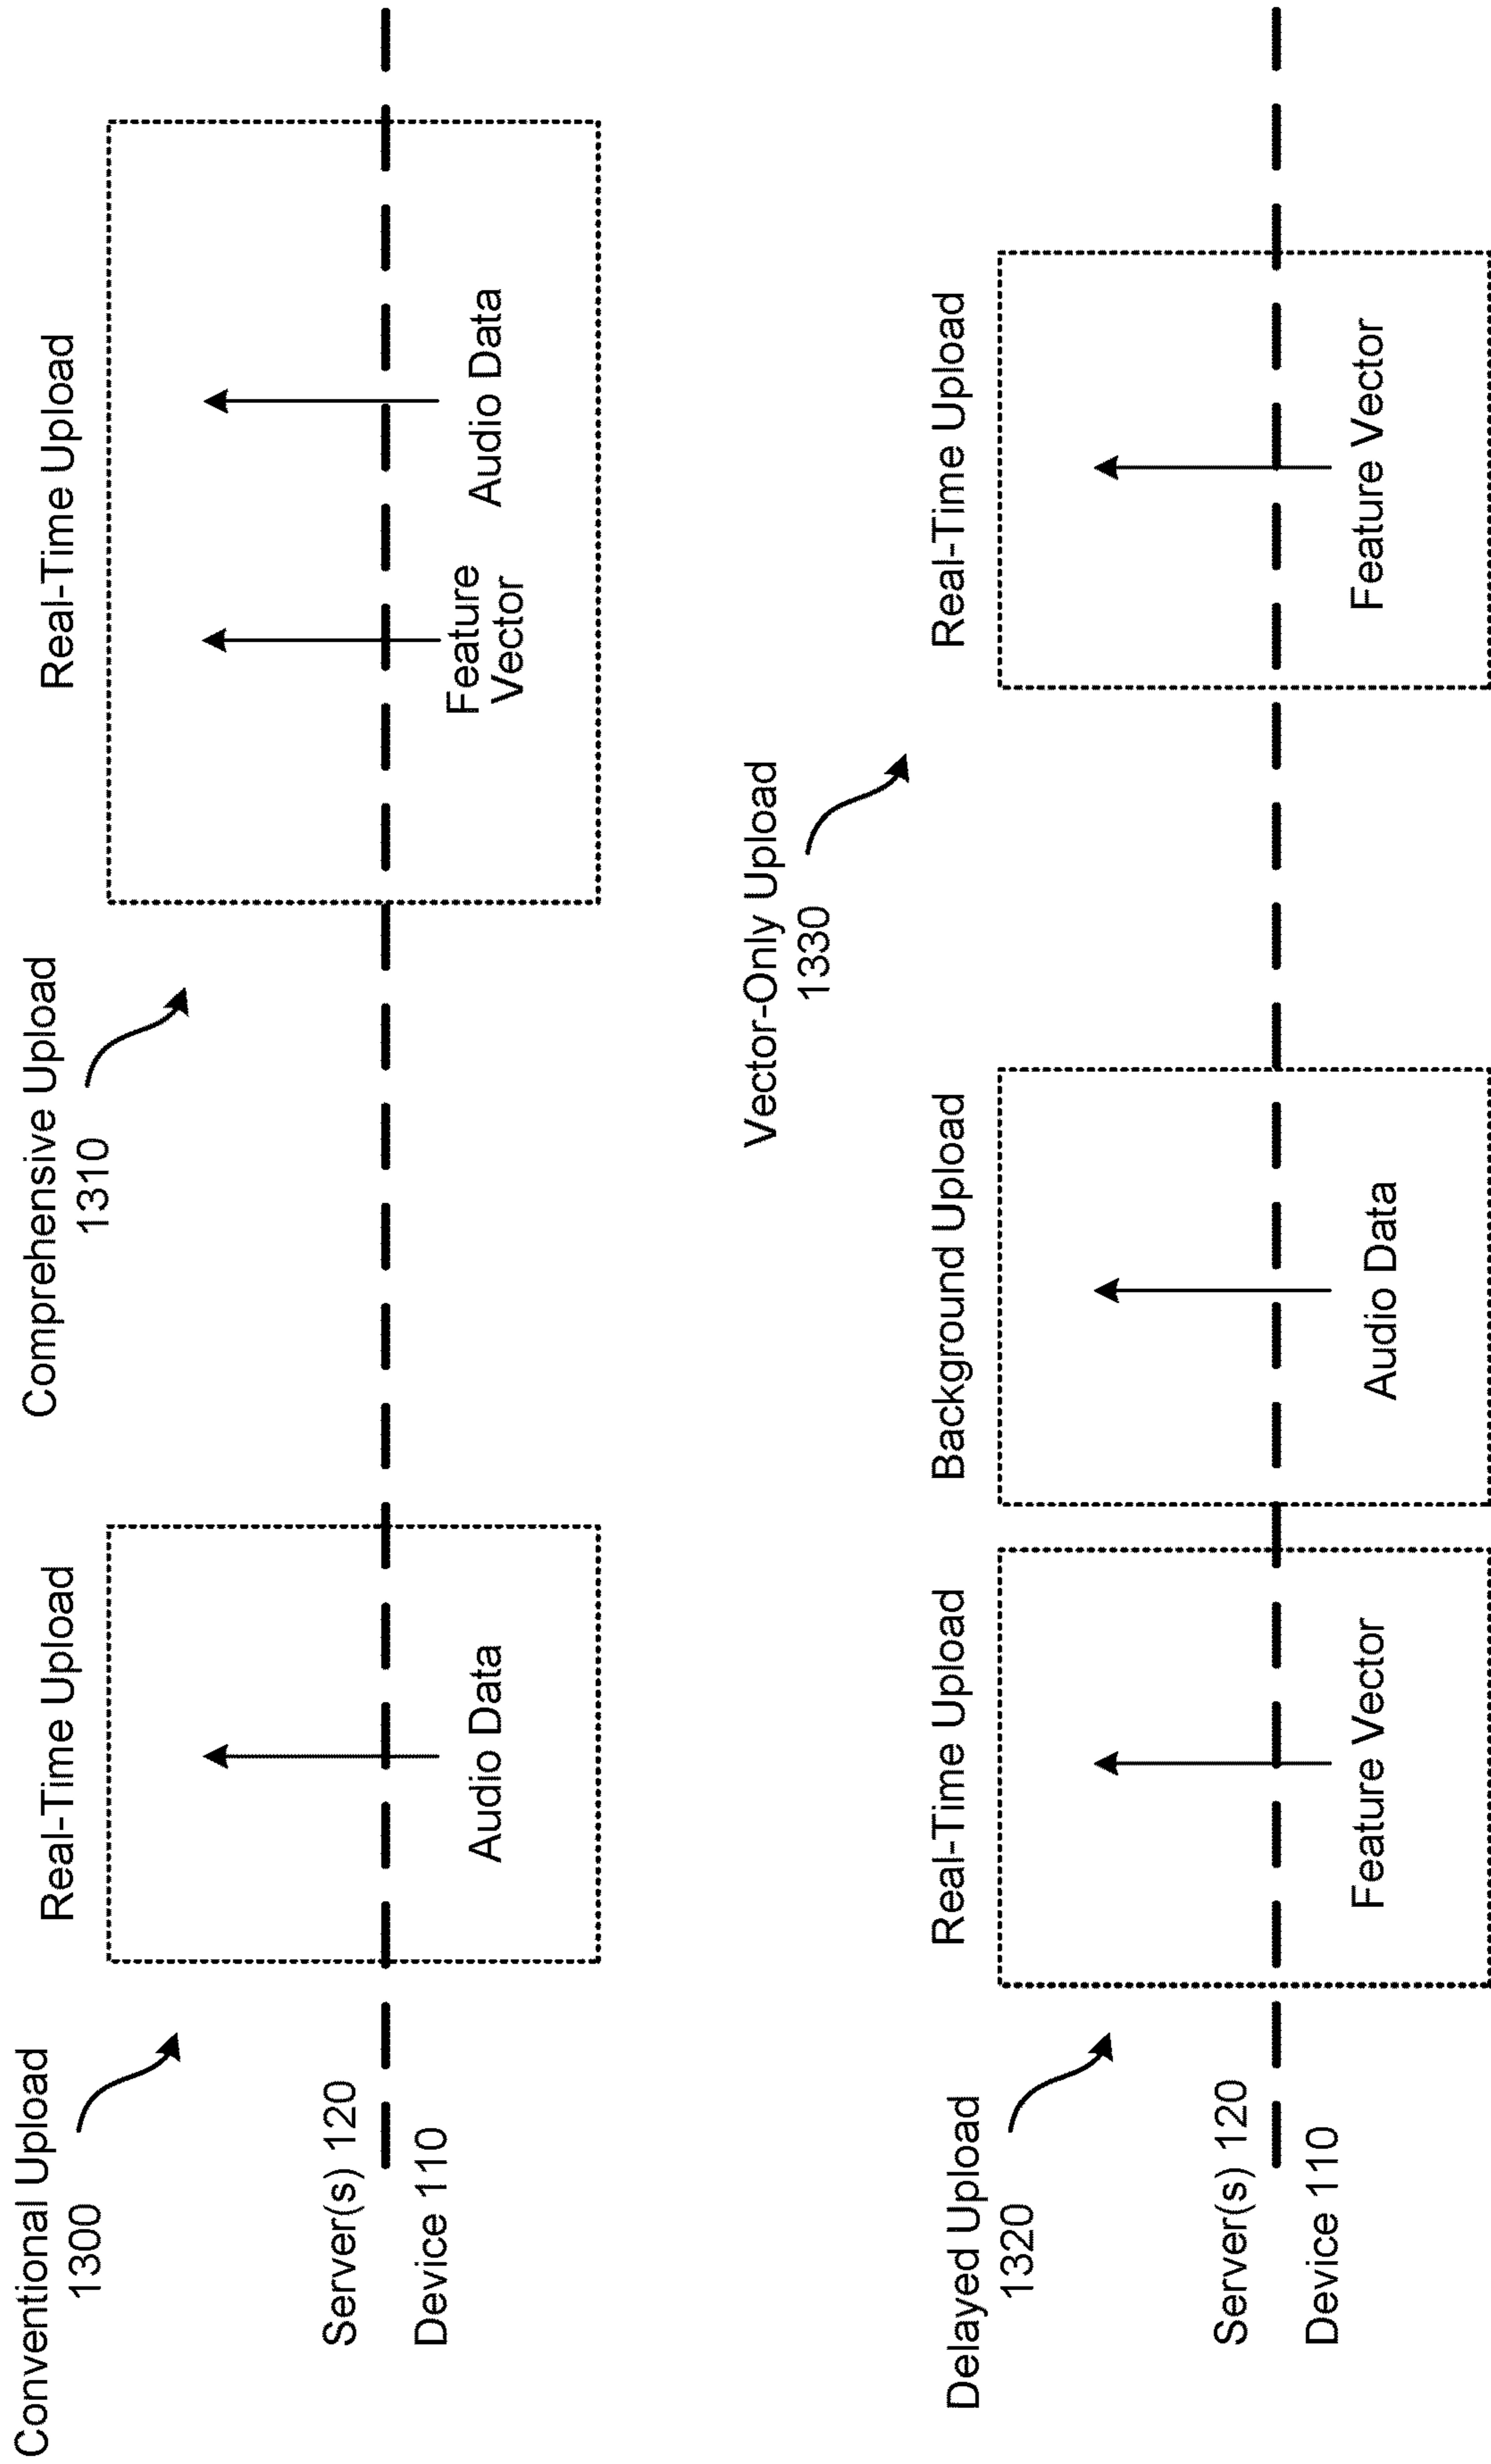 Conventional Upload
1300
Real-Time Upload
Audio Data
Server(s) 120
Device 110
Comprehensive Upload
1310
Real-Time Upload
Feature
Vector
Audio Data
Delayed Upload
1320
Real-Time Upload
Feature Vector
Server(s) 120
Device 110
Background Upload
Audio Data
Vector-Only Upload
1330
Real-Time Upload
Feature Vector